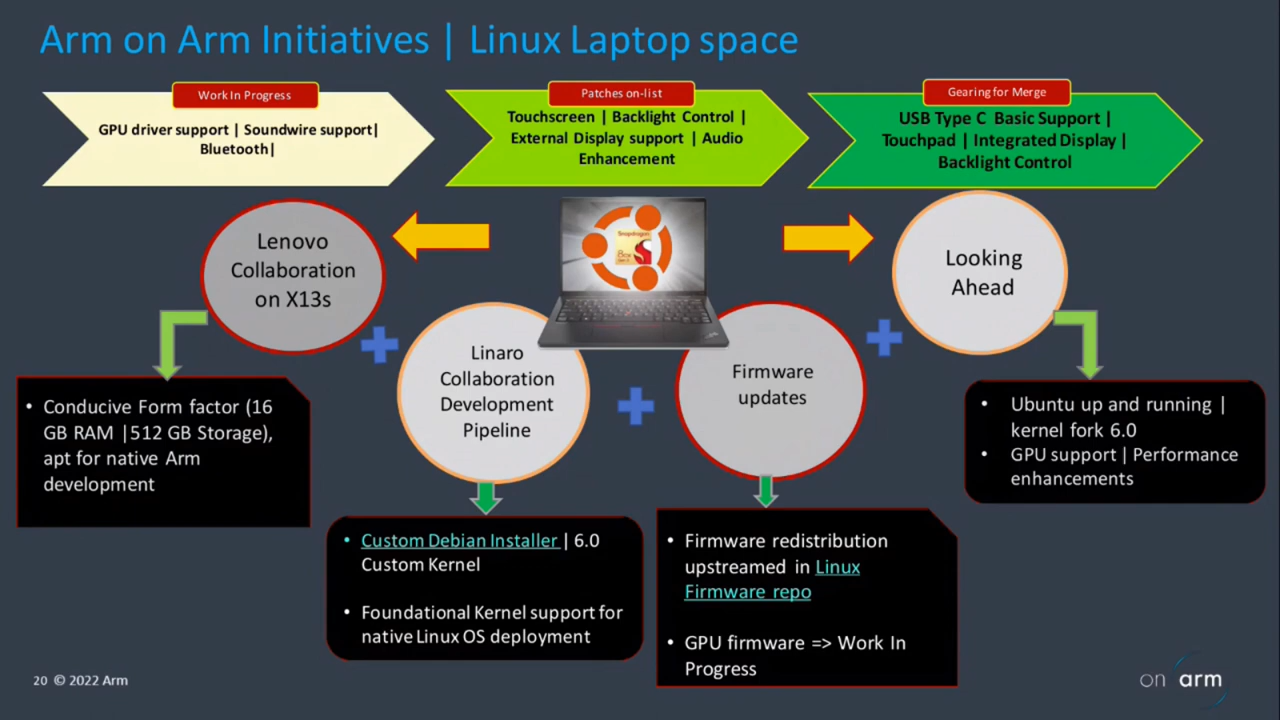 Arm on Arm Initiatives | Linux Laptop space
Work In Progress
GPU driver support | Soundwire support|
Bluetooth|
Patches on-list
Touchscreen | Backlight Control |
External Display support | Audio
Enhancement
Gearing for Merge
USB Type C Basic Support |
Touchpad | Integrated Display |
Backlight Control
Lenovo
Collaboration
on X13s
Snapdragon
Looking
Ahead
Linaro
Collaboration
Development
Pipeline
Firmware
updates
• Conducive Form factor (16
GB RAM |512 GB Storage),
apt for native Arm
development
• Custom Debian Installer | 6.0
Custom Kernel
• Foundational Kernel support for
native Linux OS deployment
• Firmware redistribution
upstreamed in Linux
Firmware repo
• GPU firmware => Work In
Progress
• Ubuntu up and running |
kernel fork 6.0
• GPU support | Performance
enhancements
20 © 2022 Arm
on arm